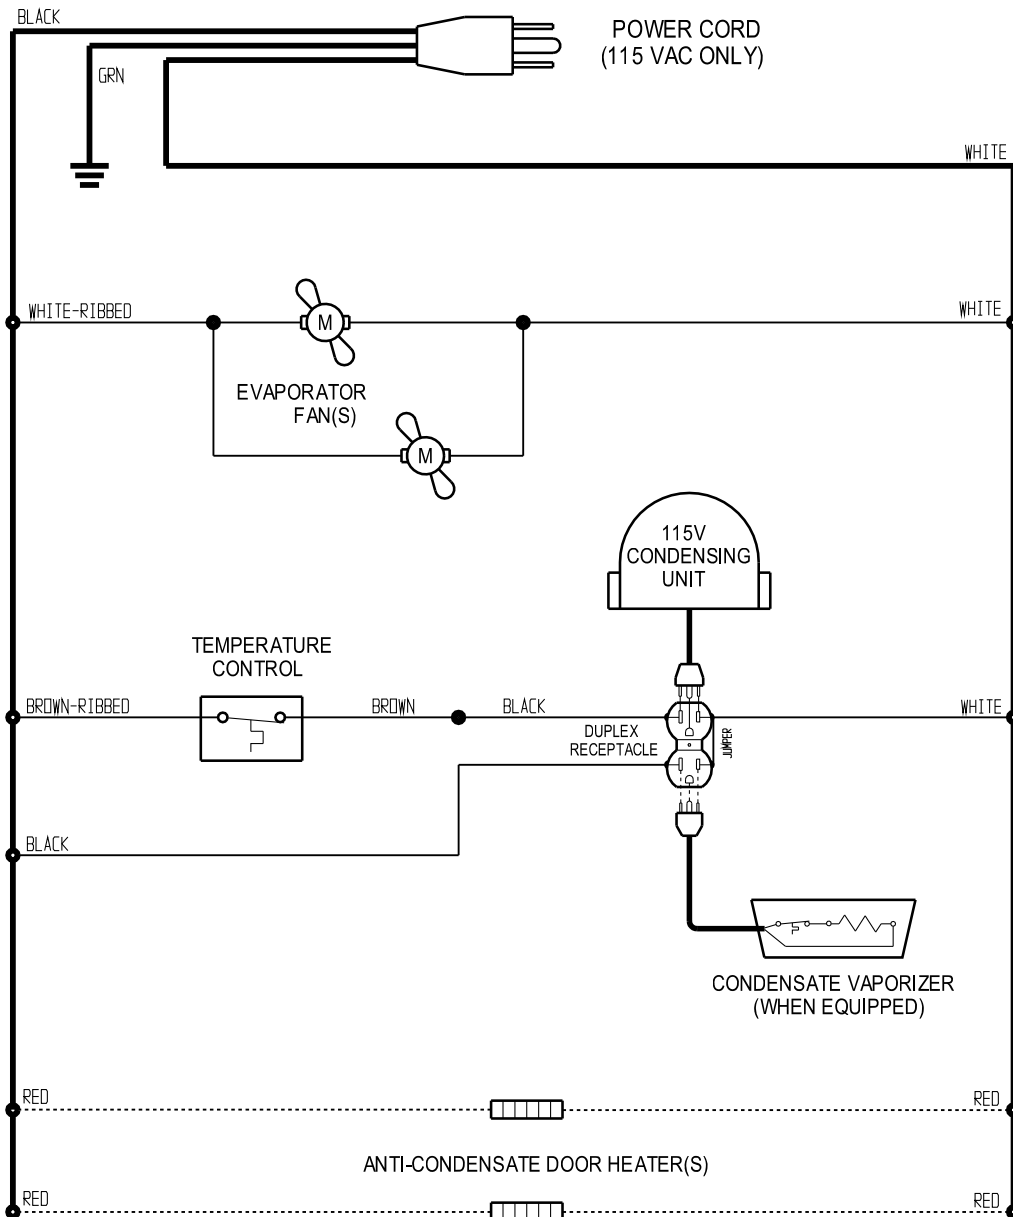 BLACK
POWER CORD
(115 VAC ONLY)
GRN
WHITE
WHITE-RIBBED
M
WHITE
EVAPORATOR
FAN(S)
M
115V
CONDENSING
UNIT
TEMPERATURE
CONTROL
BROWN-RIBBED
BROWN
BLACK
WHITE
DUPLEX
RECEPTACLE
JUMPER
BLACK
CONDENSATE VAPORIZER
(WHEN EQUIPPED)
RED
RED
ANTI-CONDENSATE DOOR HEATER(S)
RED
RED